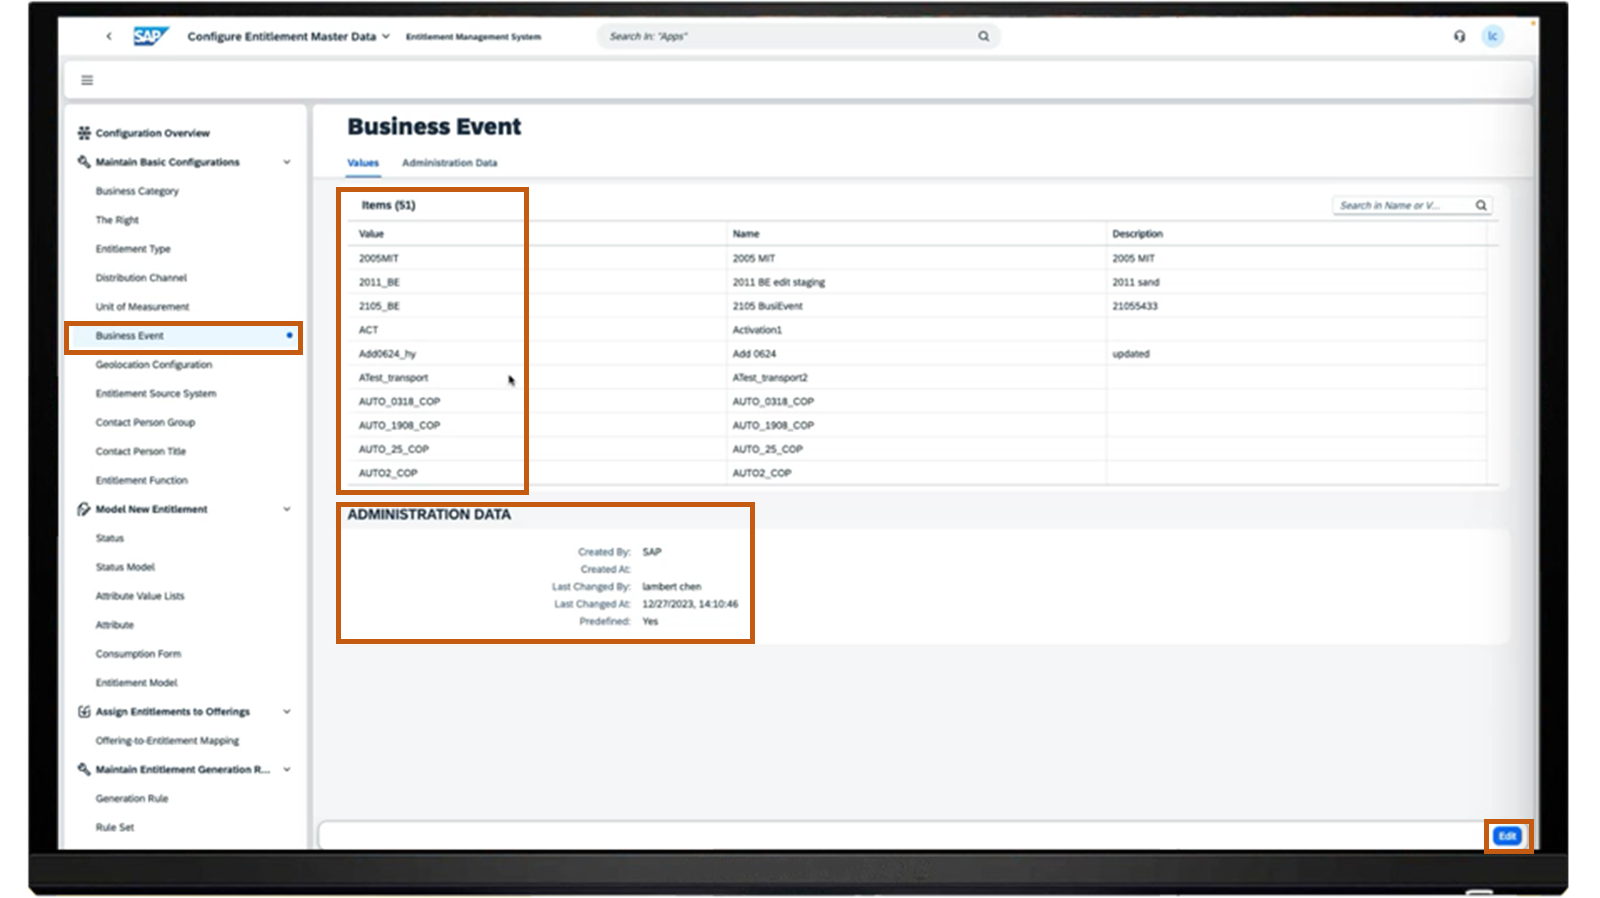 SAP Configure Entitlement Master Data Entitlement Management System Search In: "Apps" lc
Configuration Overview
Maintain Basic Configurations
Business Category
The Right
Entitlement Type
Distribution Channel
Unit of Measurement
Business Event
Geolocation Configuration
Entitlement Source System
Contact Person Group
Contact Person Title
Entitlement Function
Model New Entitlement
Status
Status Model
Attribute Value Lists
Attribute
Consumption Form
Entitlement Model
Assign Entitlements to Offerings
Offering-to-Entitlement Mapping
Maintain Entitlement Generation R...
Generation Rule
Rule Set
Business Event
Values Administration Data
Items (51) Search in Name or V...
Value Name Description
2005MIT 2005 MIT 2005 MIT
2011_BE 2011 BE edit staging 2011 sand
2105_BE 2105 BusiEvent 21055433
ACT Activation1
Add0624_hy Add 0624 updated
ATest_transport ATest_transport2
AUTO_0318_COP AUTO_0318_COP
AUTO_1908_COP AUTO_1908_COP
AUTO_25_COP AUTO_25_COP
AUTO2_COP AUTO2_COP
ADMINISTRATION DATA
Created By: SAP
Created At:
Last Changed By: lambert chen
Last Changed At: 12/27/2023, 14:10:46
Predefined: Yes
Edit